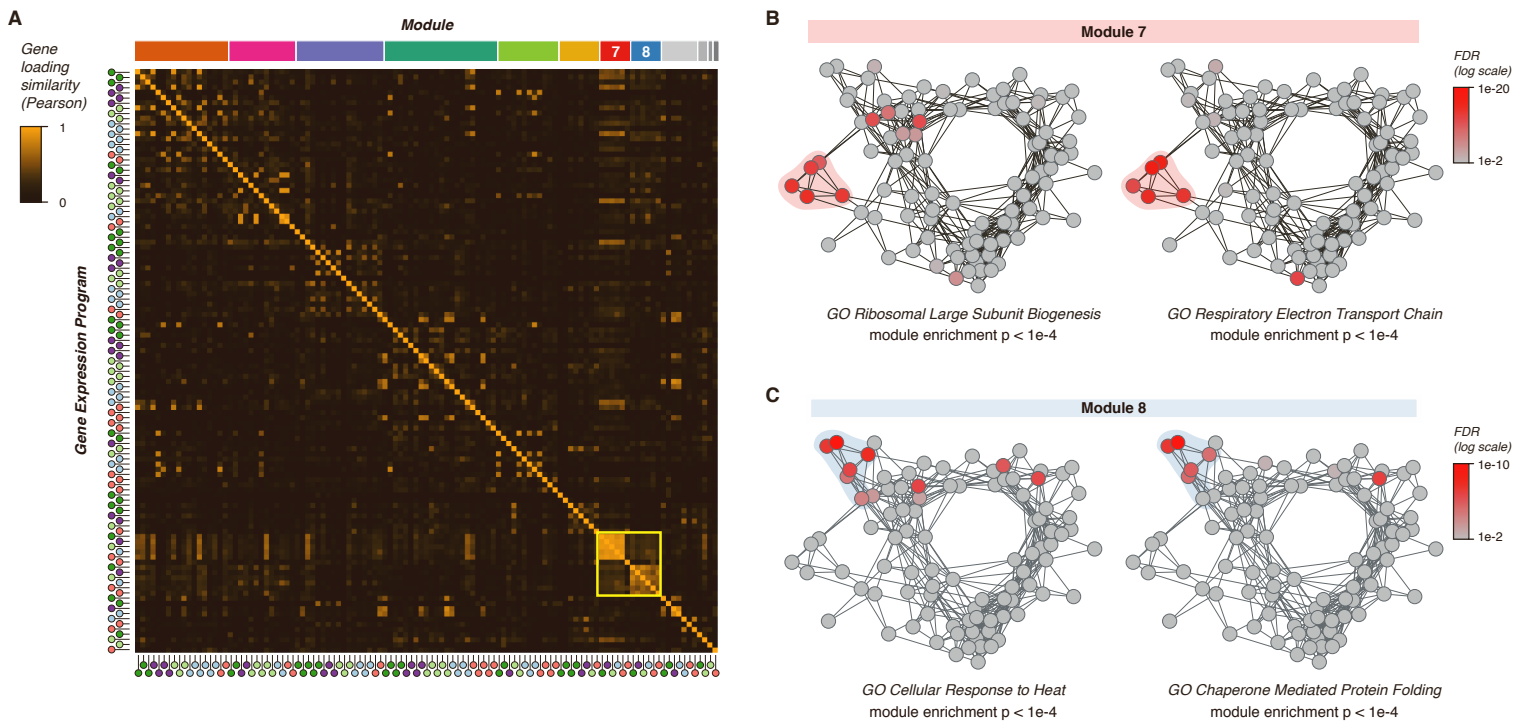 A
Module
Gene
loading
similarity
(Pearson)
1
0
7
8
Gene Expression Program
B
Module 7
FDR
(log scale)
1e-20
1e-2
GO Ribosomal Large Subunit Biogenesis
module enrichment p < 1e-4
GO Respiratory Electron Transport Chain
module enrichment p < 1e-4
C
Module 8
FDR
(log scale)
1e-10
1e-2
GO Cellular Response to Heat
module enrichment p < 1e-4
GO Chaperone Mediated Protein Folding
module enrichment p < 1e-4